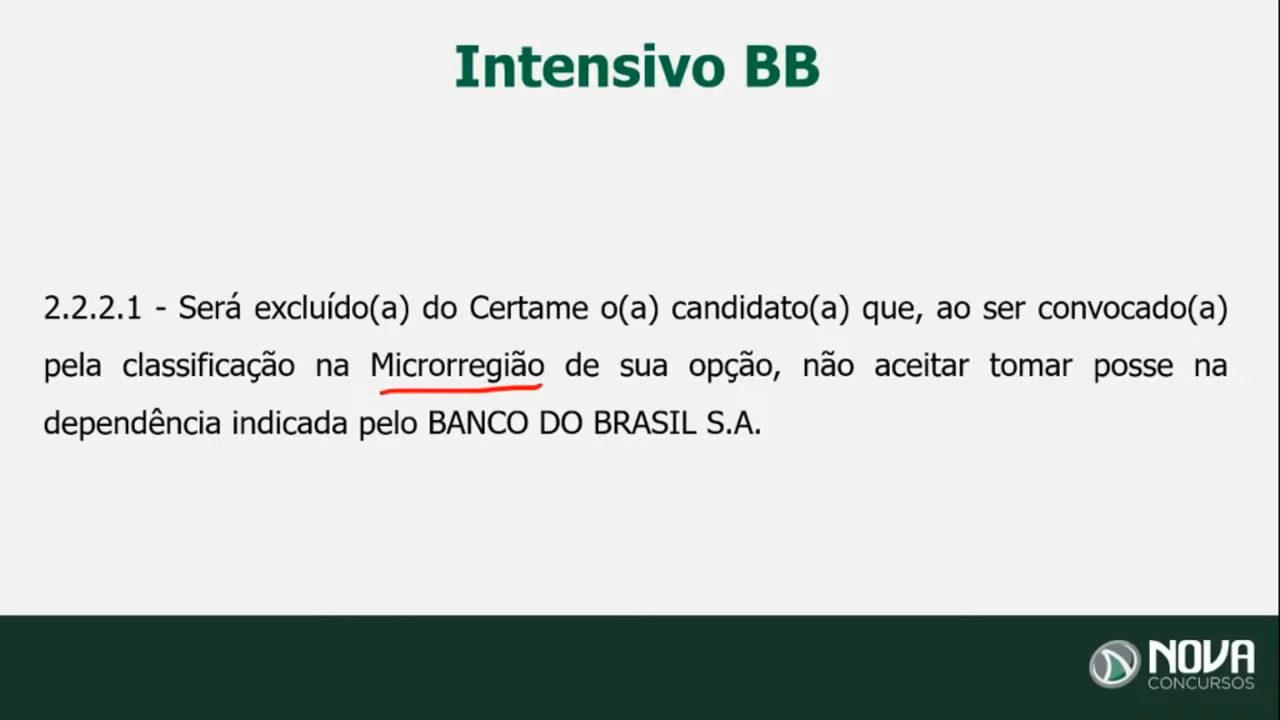 Intensivo BB
2.2.2.1 - Será excluído(a) do Certame o(a) candidato(a) que, ao ser convocado(a)
pela classificação na Microrregião de sua opção, não aceitar tomar posse na
dependência indicada pelo BANCO DO BRASIL S.A.
NOVA
CONCURSOS